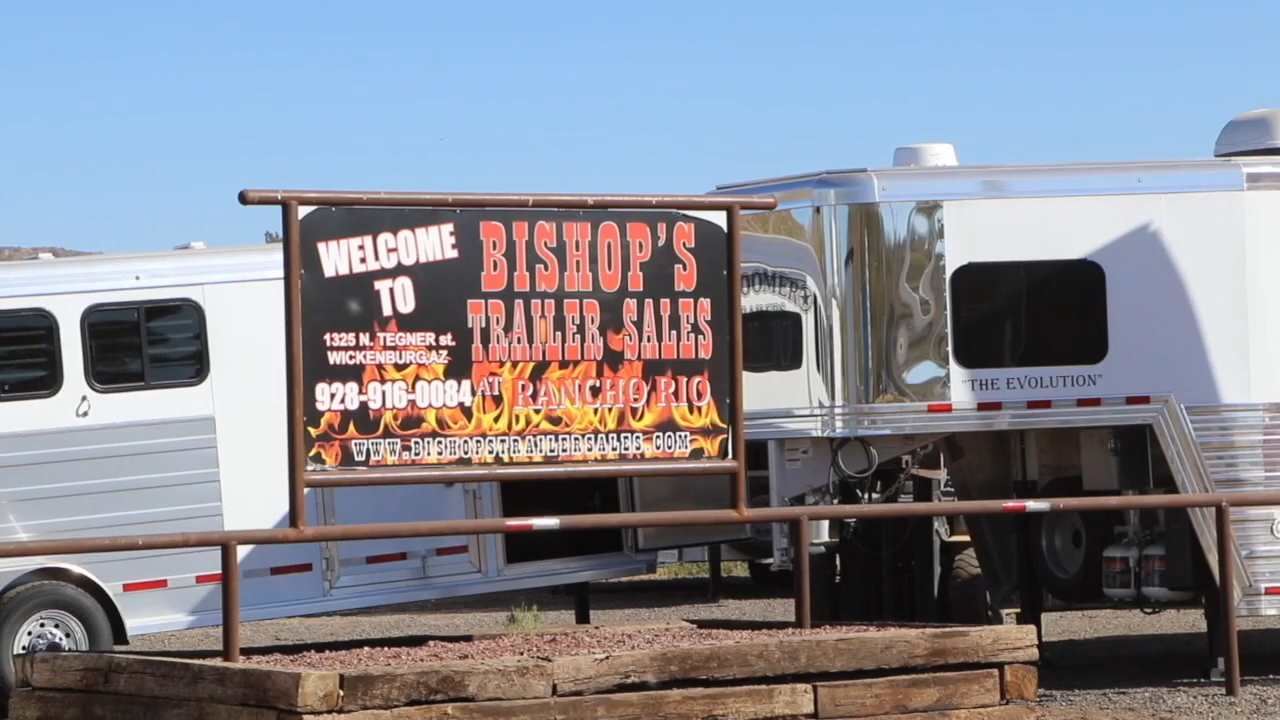 WELCOME
TO
1325 N. TEGNER st.
WICKENBURG,AZ
928-916-0084
BISHOP'S
TRAILER SALES
AT RANCHO RIO
WWW.BISHOPSTRAILERSALES.COM
OOMER
"THE EVOLUTION"